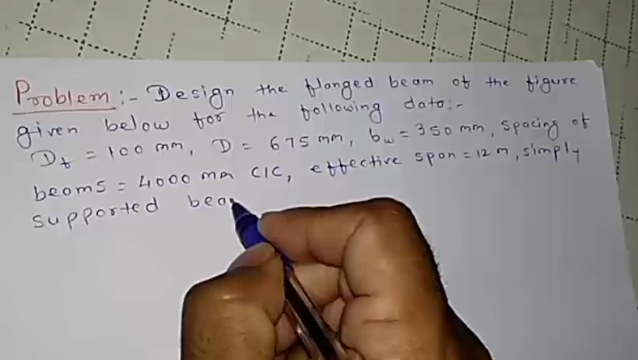 Problem :- Design the flanged beam of the figure
given below for the following data:-
Df = 100 mm, D = 675 mm, bw = 350 mm, spacing of
beams = 4000 mm C/C, effective span = 12 m, simply
supported bea